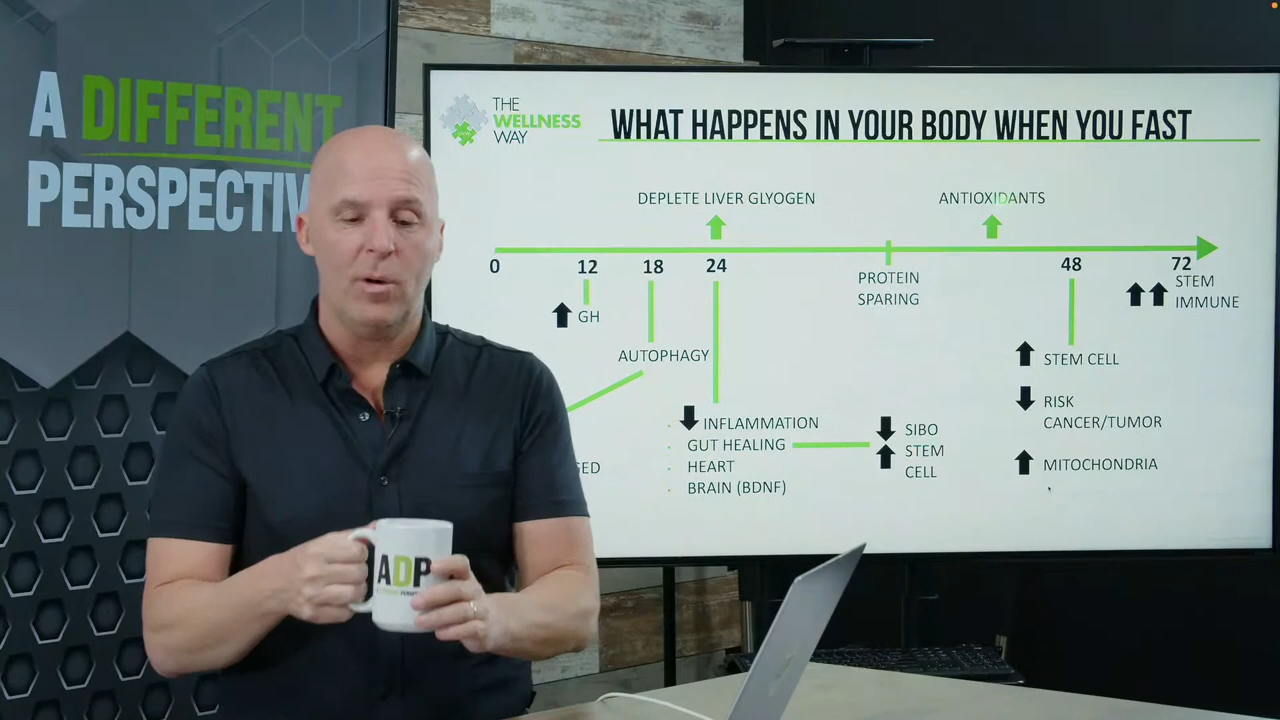 A DIFFERENT
PERSPECTIV
THE
WELLNESS
WAY
WHAT HAPPENS IN YOUR BODY WHEN YOU FAST
DEPLETE LIVER GLYOGEN
ANTIOXIDANTS
0
12
18
24
48
72
PROTEIN
SPARING
STEM
IMMUNE
GH
AUTOPHAGY
STEM CELL
RISK
CANCER/TUMOR
INFLAMMATION
GUT HEALING
HEART
BRAIN (BDNF)
SIBO
STEM
CELL
MITOCHONDRIA
GED
ADP